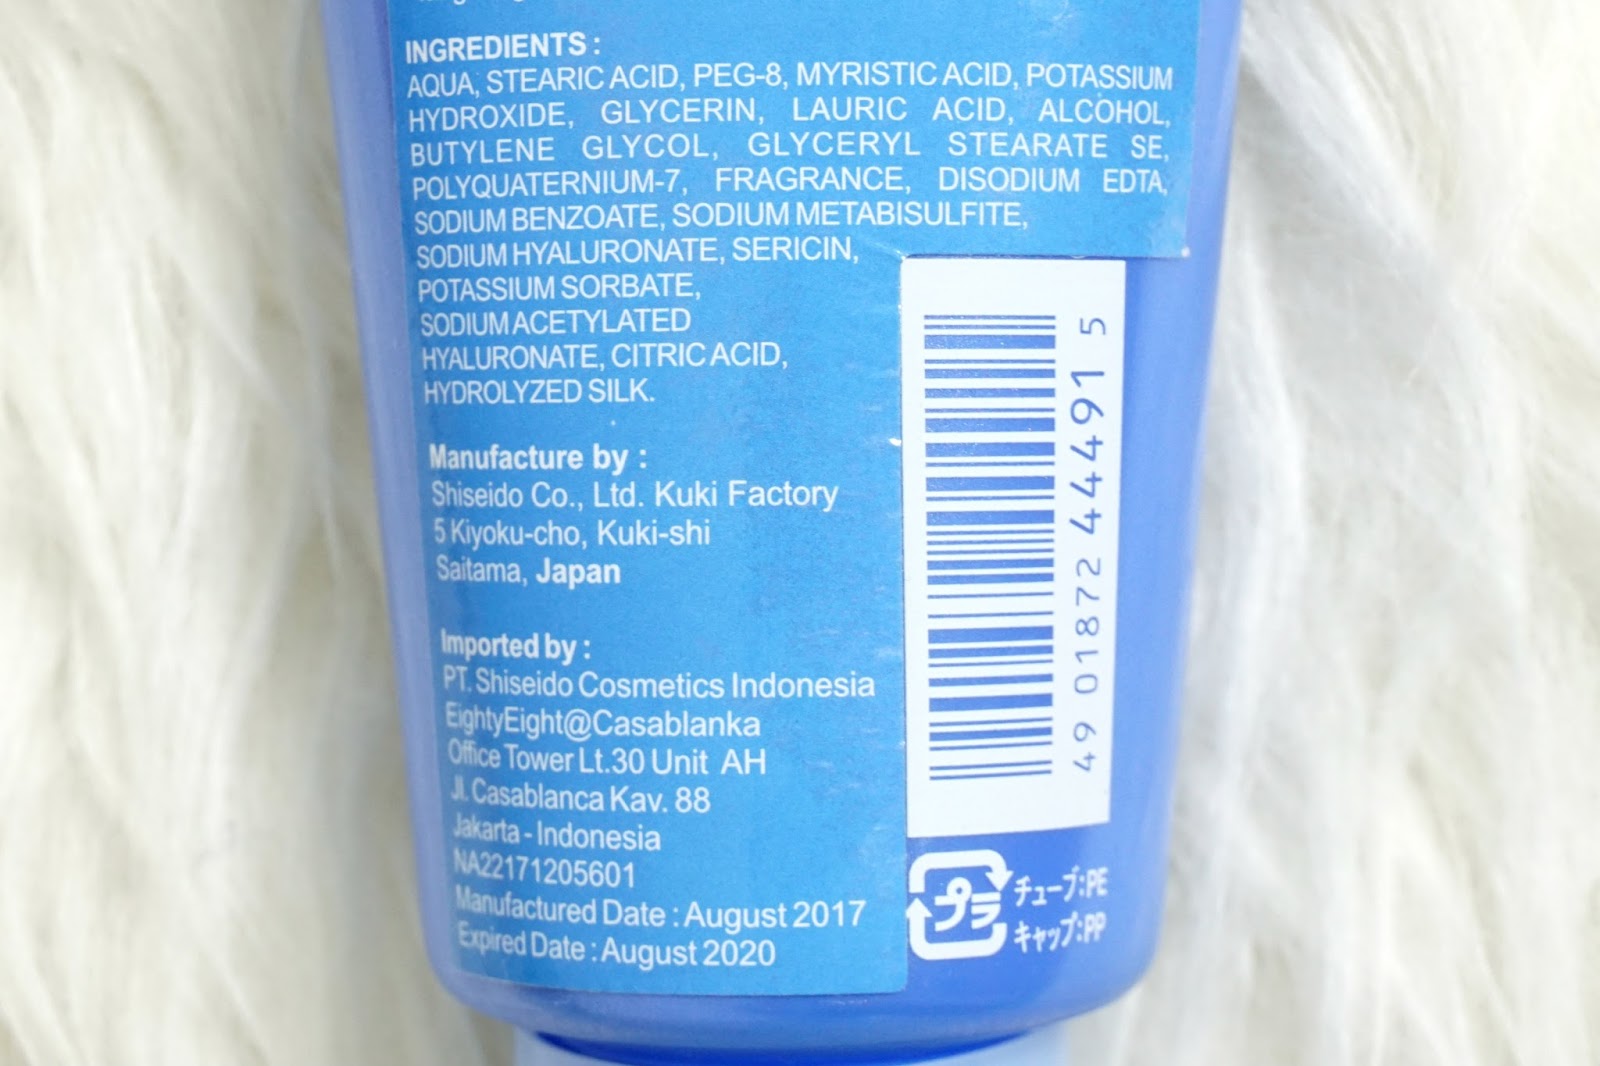 INGREDIENTS :
AQUA, STEARIC ACID, PEG-8, MYRISTIC ACID, POTASSIUM
HYDROXIDE, GLYCERIN, LAURIC ACID, ALCOHOL,
BUTYLENE GLYCOL, GLYCERYL STEARATE SE,
POLYQUATERNIUM-7, FRAGRANCE, DISODIUM EDTA,
SODIUM BENZOATE, SODIUM METABISULFITE,
SODIUM HYALURONATE, SERICIN,
POTASSIUM SORBATE,
SODIUM ACETYLATED
HYALURONATE, CITRIC ACID,
HYDROLYZED SILK.
Manufacture by :
Shiseido Co., Ltd. Kuki Factory
5 Kiyoku-cho, Kuki-shi
Saitama, Japan
Imported by :
PT. Shiseido Cosmetics Indonesia
EightyEight@Casablanka
Office Tower Lt.30 Unit AH
Jl. Casablanca Kav. 88
Jakarta - Indonesia
NA22171205601
Manufactured Date : August 2017
Expired Date : August 2020
49 01872 44491 5
プラ
チューブ:PE
キャップ:PP